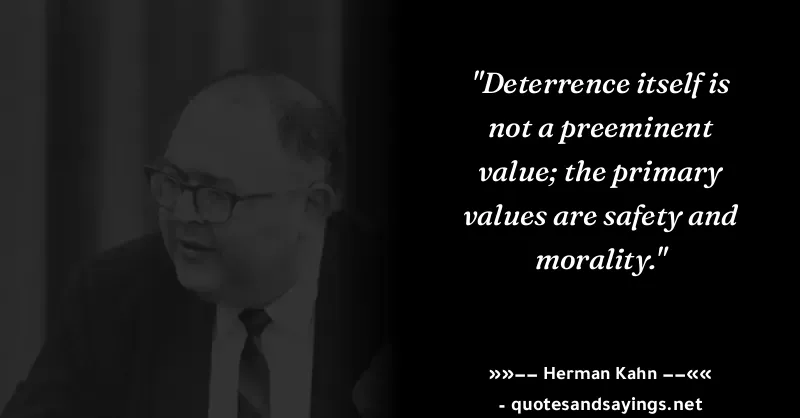 "Deterrence itself is
not a preeminent
value; the primary
values are safety and
morality."
»»—— Herman Kahn ——««
- quotesandsayings.net